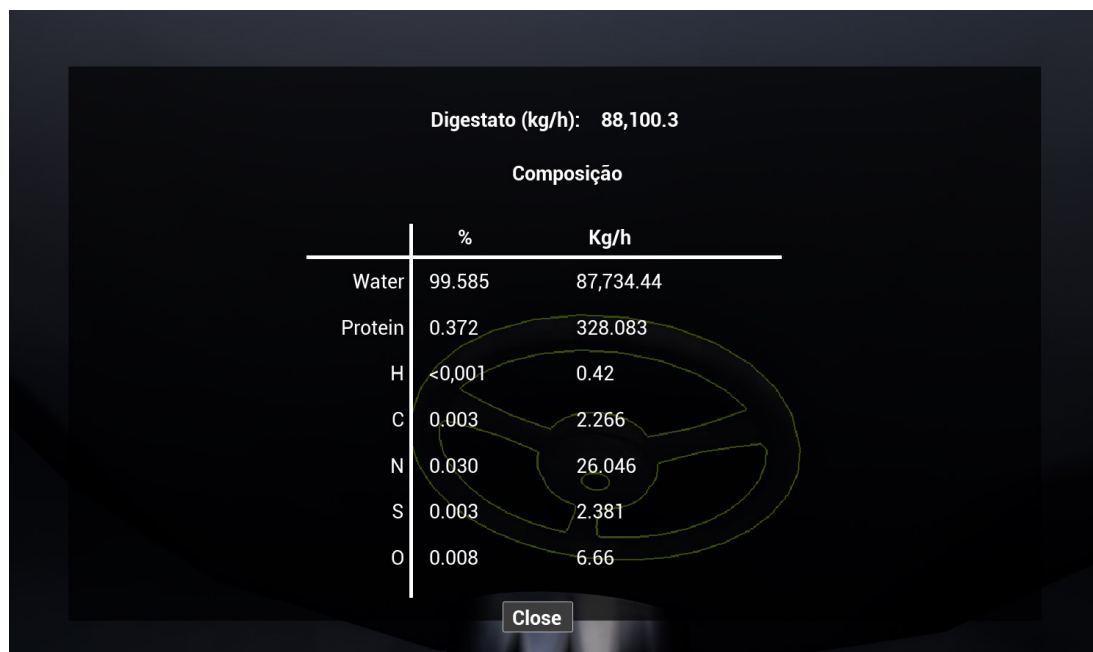 Digestato (kg/h): 88,100.3
Composição
% Kg/h
Water 99.585 87,734.44
Protein 0.372 328.083
H <0,001 0.42
C 0.003 2.266
N 0.030 26.046
S 0.003 2.381
O 0.008 6.66
Close